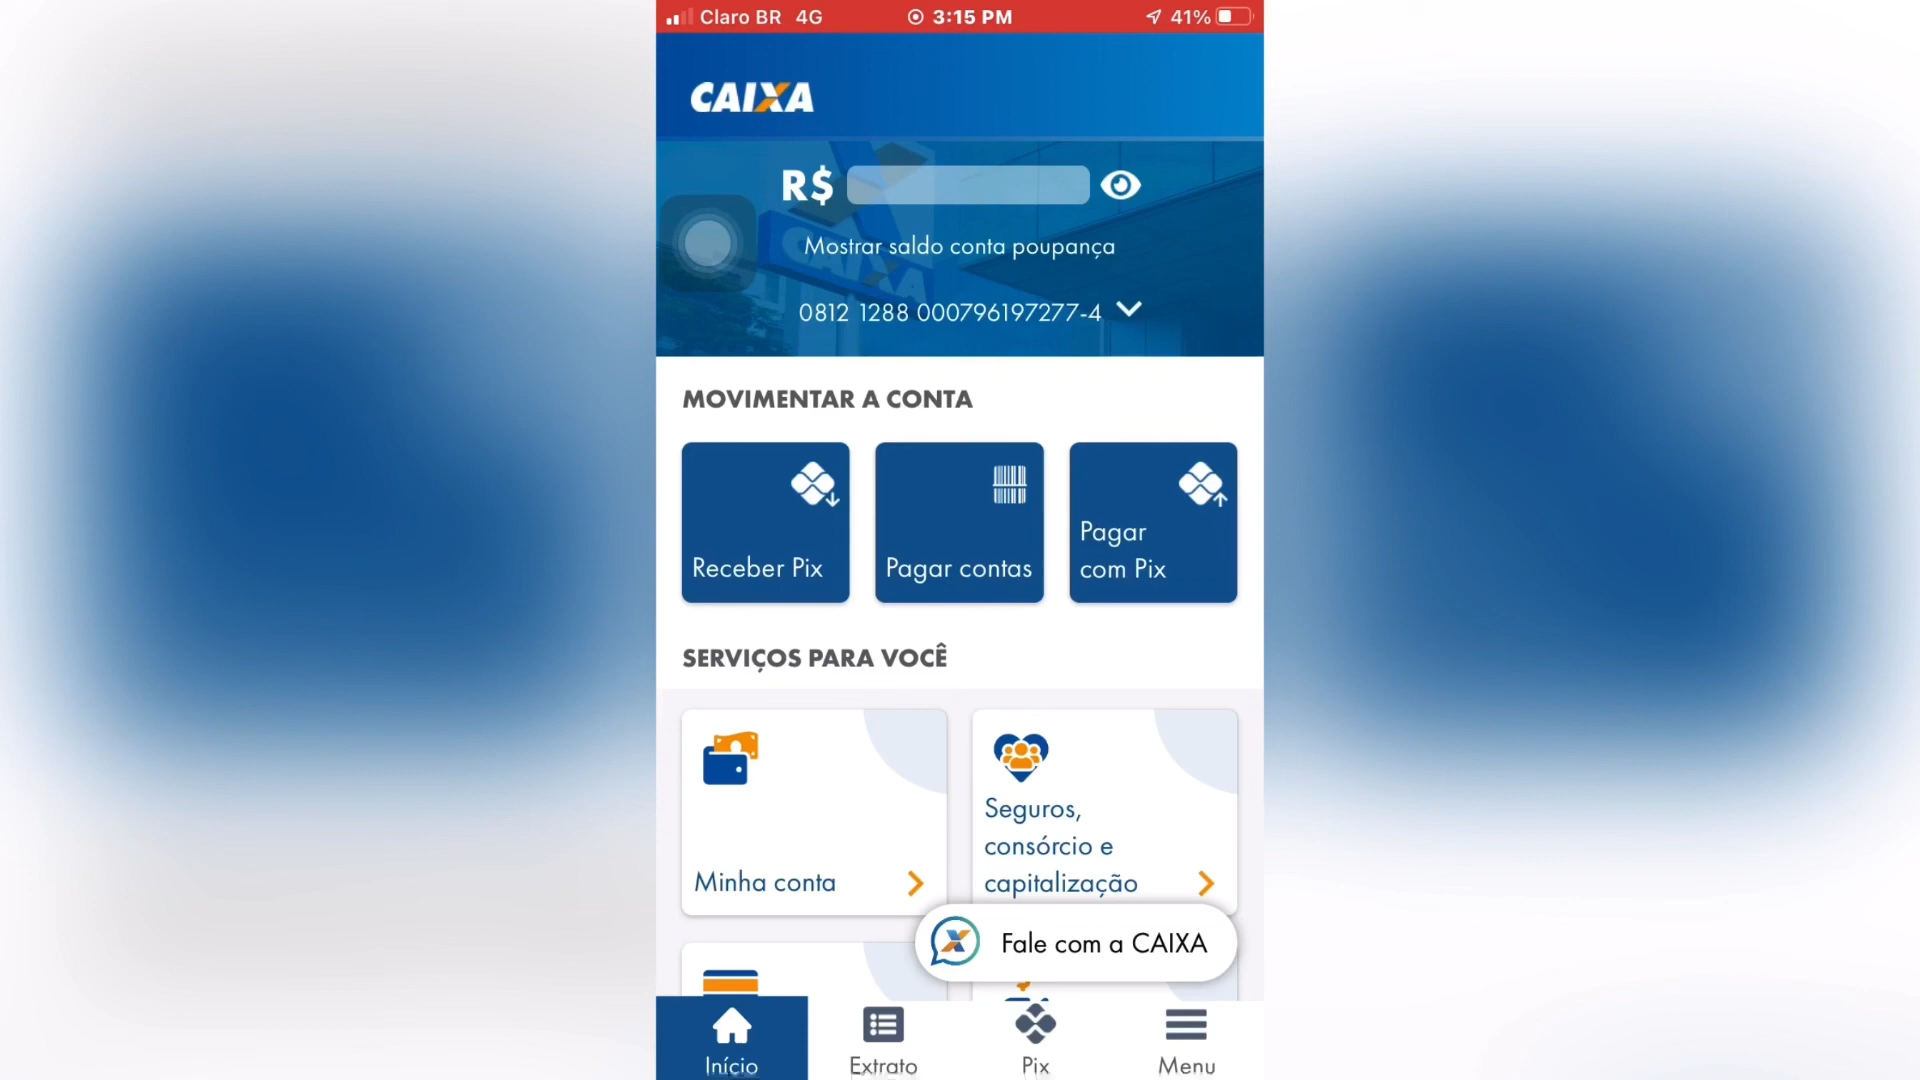 Claro BR 4G 3:15 PM 41%
CAIXA
R$
Mostrar saldo conta poupança
0812 1288 000796197277-4
MOVIMENTAR A CONTA
Receber Pix
Pagar contas
Pagar
com Pix
SERVIÇOS PARA VOCÊ
Minha conta
Seguros,
consórcio e
capitalização
Fale com a CAIXA
Início
Extrato
Pix
Menu